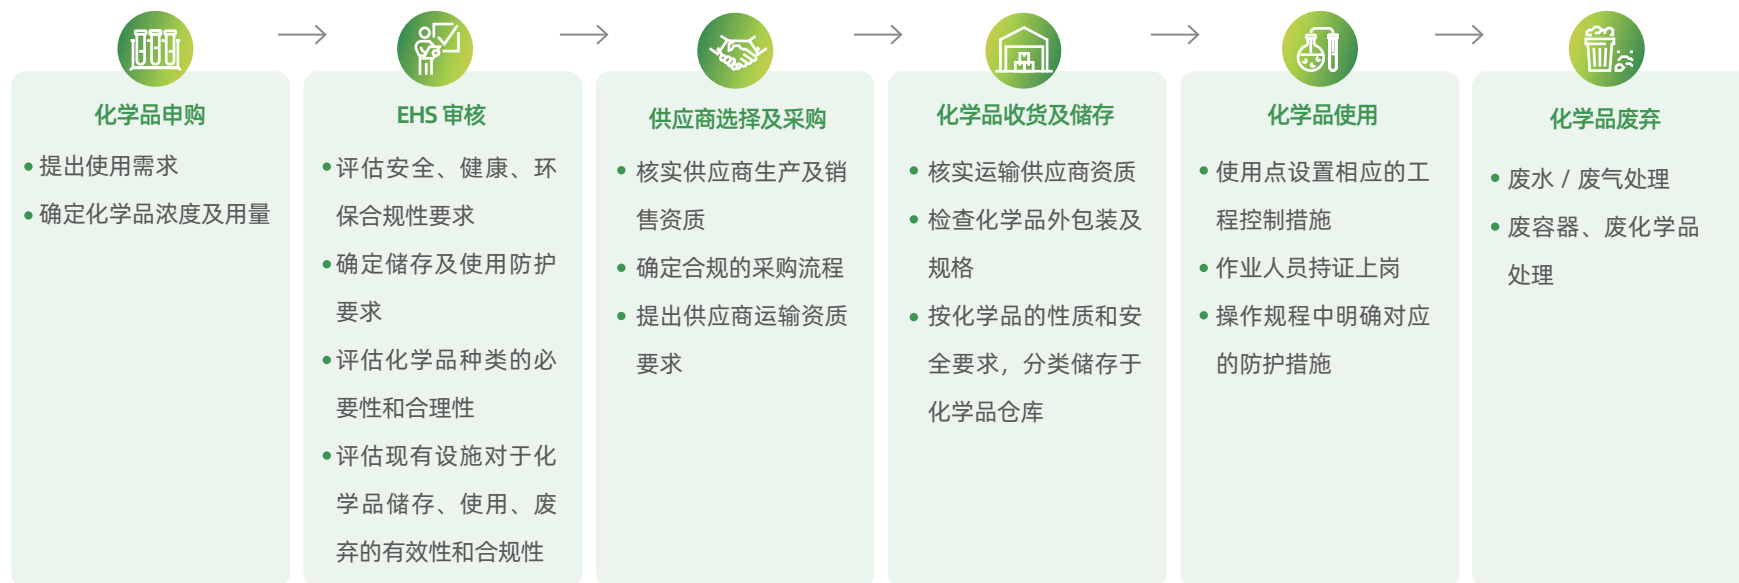 化学品申购
提出使用需求
确定化学品浓度及用量
EHS 审核
评估安全、健康、环
保合规性要求
确定储存及使用防护
要求
评估化学品种类的必
要性和合理性
评估现有设施对于化
学品储存、使用、废
弃的有效性和合规性
供应商选择及采购
核实供应商生产及销
售资质
确定合规的采购流程
提出供应商运输资质
要求
化学品收货及储存
核实运输供应商资质
检查化学品外包装及
规格
按化学品的性质和安
全要求，分类储存于
化学品仓库
化学品使用
使用点设置相应的工
程控制措施
作业人员持证上岗
操作规程中明确对应
的防护措施
化学品废弃
废水 / 废气处理
废容器、废化学品
处理